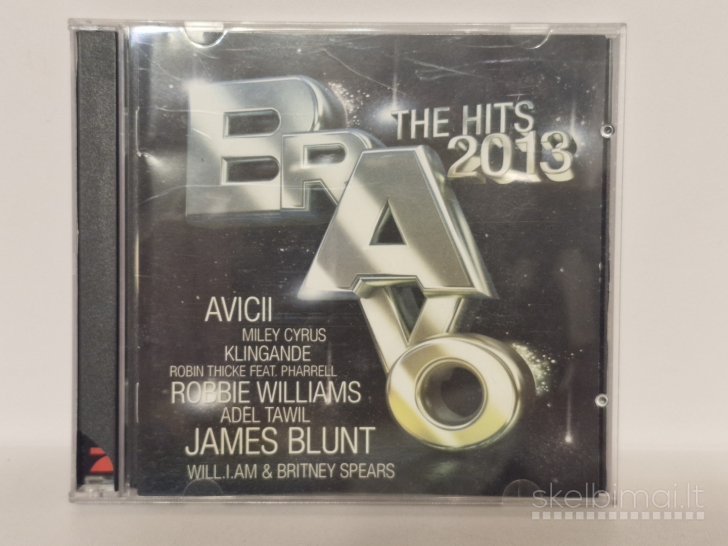 BRAVO
THE HITS
2013
AVICII
MILEY CYRUS
KLINGANDE
ROBIN THICKE FEAT. PHARRELL
ROBBIE WILLIAMS
ADEL TAWIL
JAMES BLUNT
WILL.I.AM & BRITNEY SPEARS
skelbimai.lt